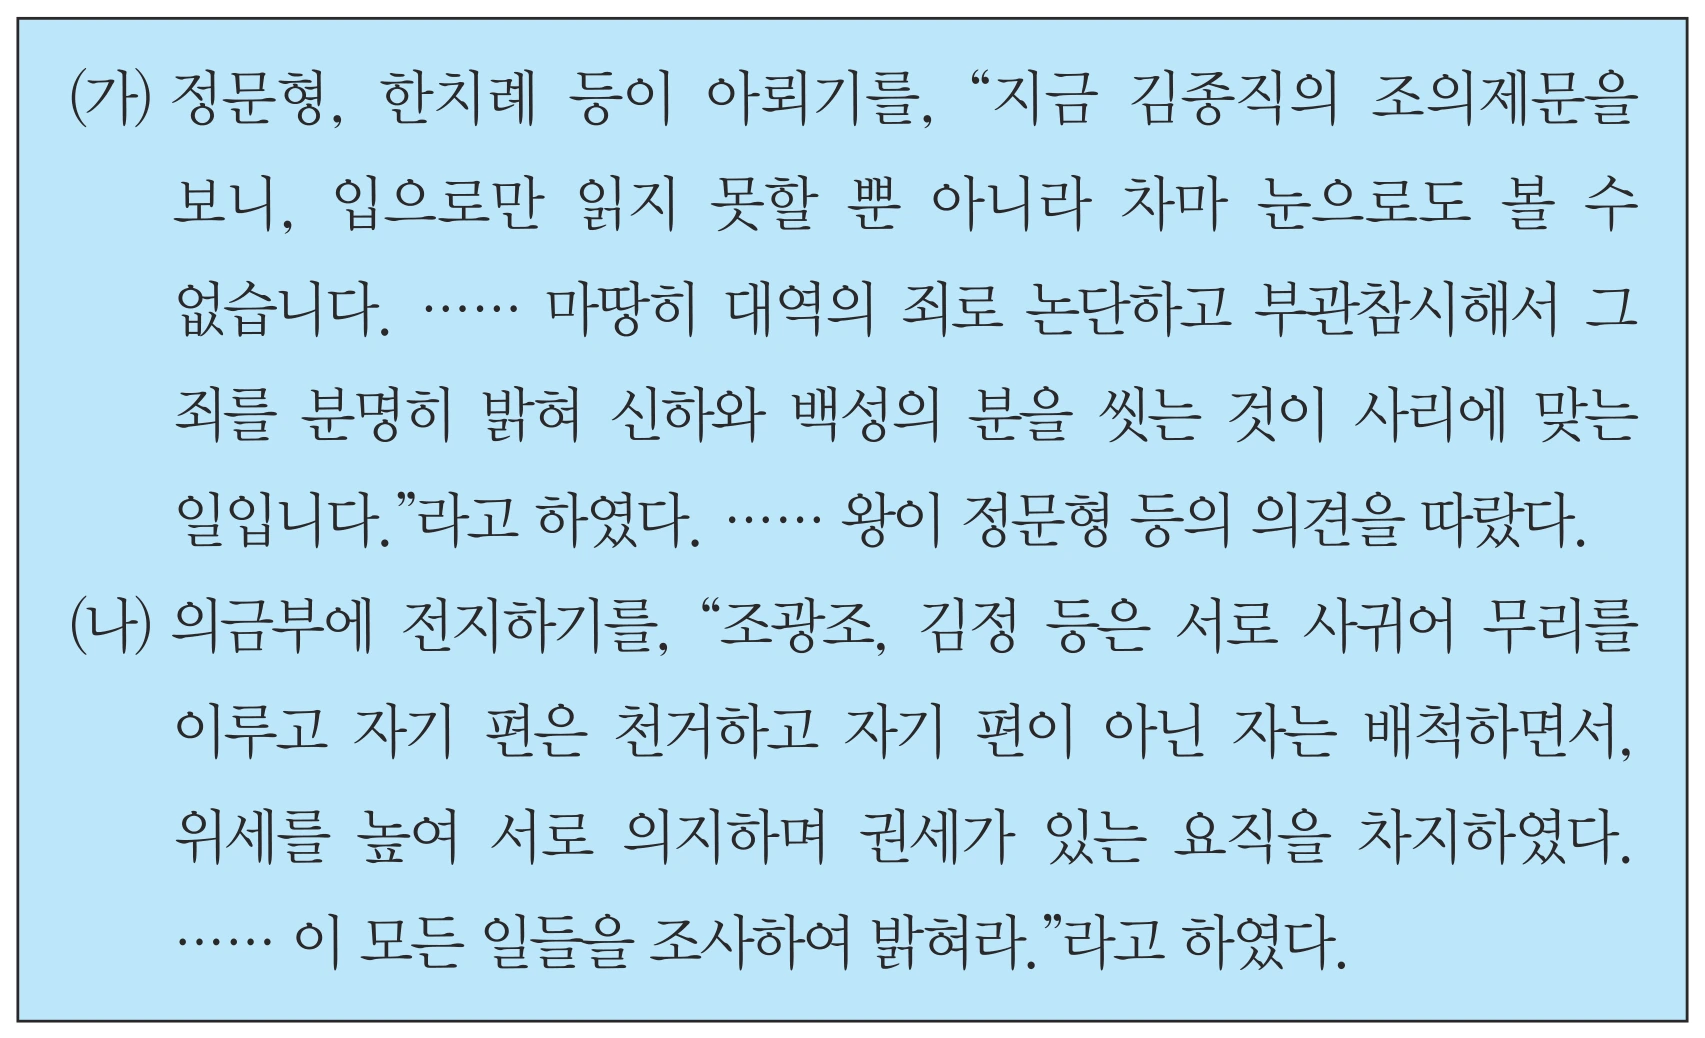 (가) 정문형, 한치례 등이 아뢰기를, “지금 김종직의 조의제문을
보니, 입으로만 읽지 못할 뿐 아니라 차마 눈으로도 볼 수
없습니다. …… 마땅히 대역의 죄로 논단하고 부관참시해서 그
죄를 분명히 밝혀 신하와 백성의 분을 씻는 것이 사리에 맞는
일입니다.”라고 하였다. …… 왕이 정문형 등의 의견을 따랐다.
(나) 의금부에 전지하기를, “조광조, 김정 등은 서로 사귀어 무리를
이루고 자기 편은 천거하고 자기 편이 아닌 자는 배척하면서,
위세를 높여 서로 의지하며 권세가 있는 요직을 차지하였다.
…… 이 모든 일들을 조사하여 밝혀라.”라고 하였다.